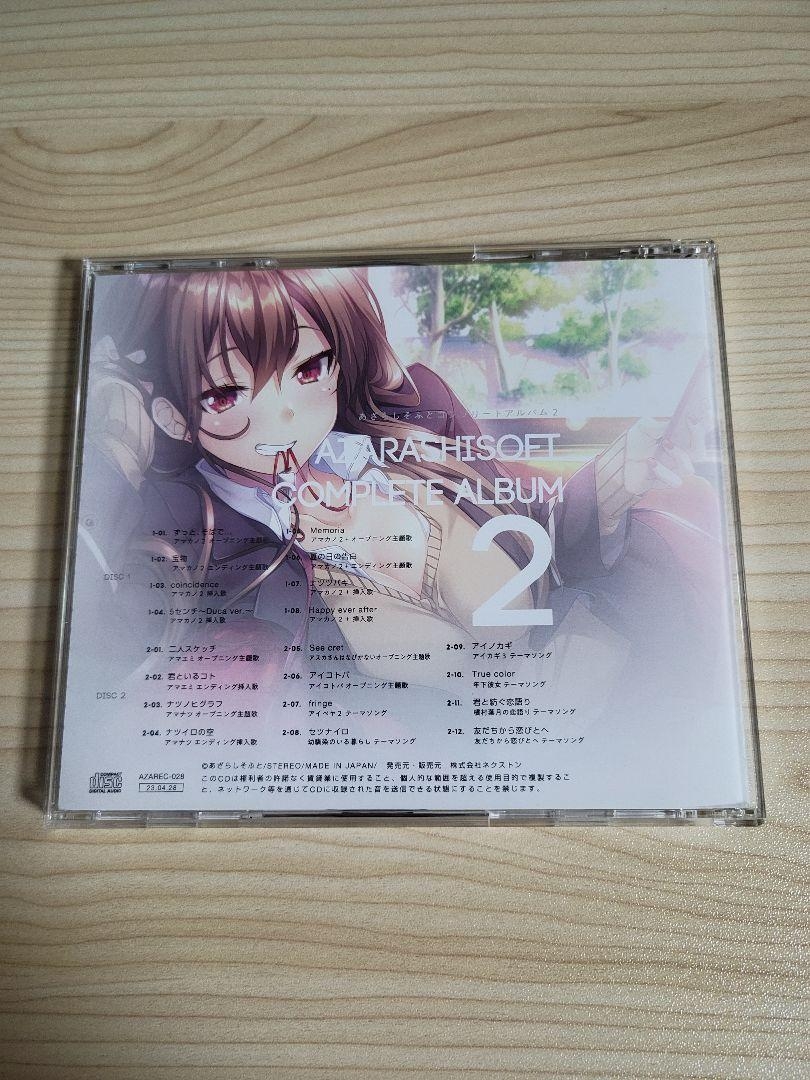 あざらしそふとコンプリートアルバム2
AZARASHISOFT
COMPLETE ALBUM
2
DISC 1
1-01. ずっと、そばで...
アマカノ2 オープニング主題歌
1-02. 宝物
アマカノ2 エンディング主題歌
1-03. coincidence
アマカノ2 挿入歌
1-04. 5センチ〜Duca ver.〜
アマカノ2 挿入歌
Memoria
アマカノ2+ オープニング主題歌
1-06. 夏の日の告白
アマカノ2+ エンディング主題歌
1-07. ナツツバキ
アマカノ2+ 挿入歌
1-08. Happy ever after
アマカノ2+ 挿入歌
DISC 2
2-01. 二人スケッチ
アマエミ オープニング主題歌
2-02. 君といるコト
アマエミ エンディング挿入歌
2-03. ナツノヒグラフ
アマナツ オープニング主題歌
2-04. ナツイロの空
アマナツ エンディング挿入歌
2-05. See cret
アスカさんはなびかないオープニング主題歌
2-06. アイコトバ
アイコトバ オープニング主題歌
2-07. fringe
アイベヤ2 テーマソング
2-08. セツナイロ
幼馴染のいる暮らし テーマソング
2-09. アイノカギ
アイカギ3 テーマソング
2-10. True color
年下彼女 テーマソング
2-11. 君と紡ぐ恋語り
槙村葉月の恋語り テーマソング
2-12. 友だちから恋びとへ
友だちから恋びとへ テーマソング
COMPACT
disc
DIGITAL AUDIO
AZAREC-028
23.04.28
©あざらしそふと/STEREO/MADE IN JAPAN/ 発売元・販売元 株式会社ネクストン
このCDは権利者の許諾なく賃貸業に使用すること、個人的な範囲を超える使用目的で複製するこ
と、ネットワーク等を通じてCDに収録された音を送信できる状態にすることを禁じます。